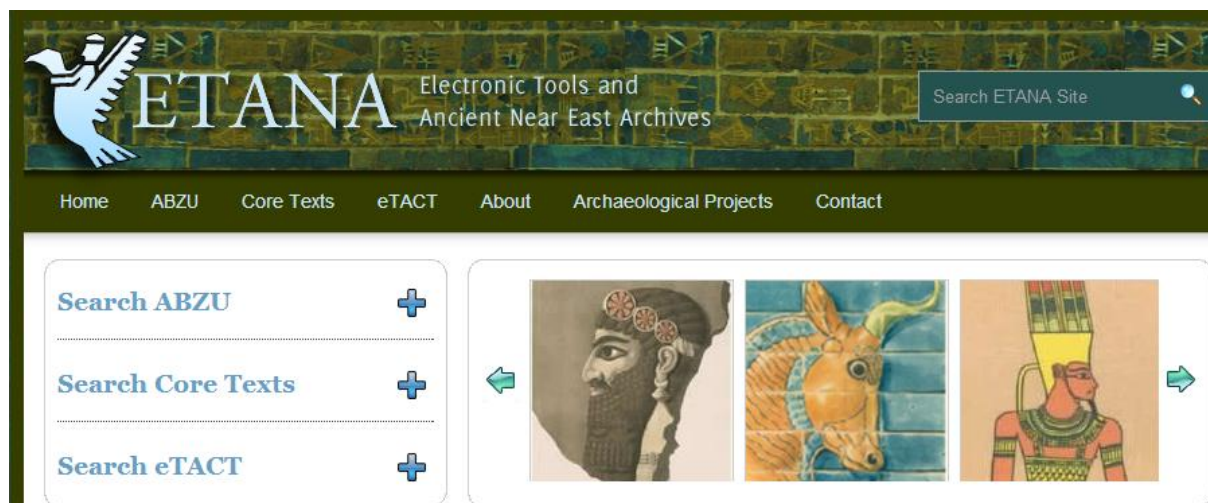 ETANA
Electronic Tools and
Ancient Near East Archives
Search ETANA Site
Home ABZU Core Texts eTACT About Archaeological Projects Contact
Search ABZU
Search Core Texts
Search eTACT